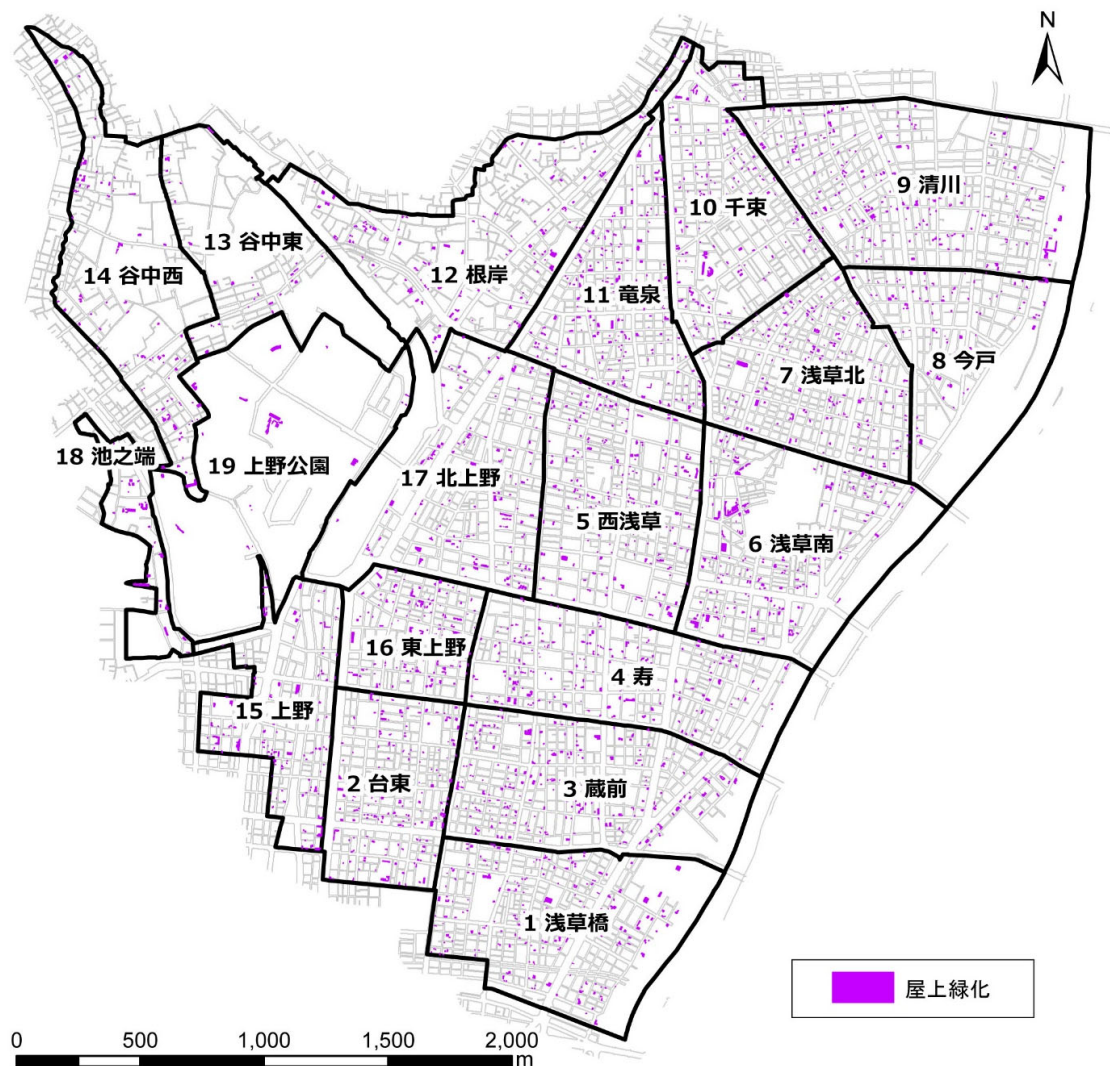 N
9 清川
10 千束
13 谷中東
12 根岸
14 谷中西
11 竜泉
8 今戸
7 浅草北
18 池之端
19 上野公園
17 北上野
5 西浅草
6 浅草南
16 東上野
4 寿
15 上野
2 台東
3 蔵前
1 浅草橋
屋上緑化
0 500 1,000 1,500 2,000
m